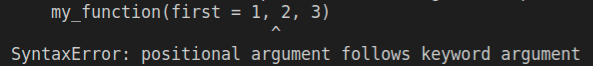 my_function(first = 1, 2, 3)
^
SyntaxError: positional argument follows keyword argument